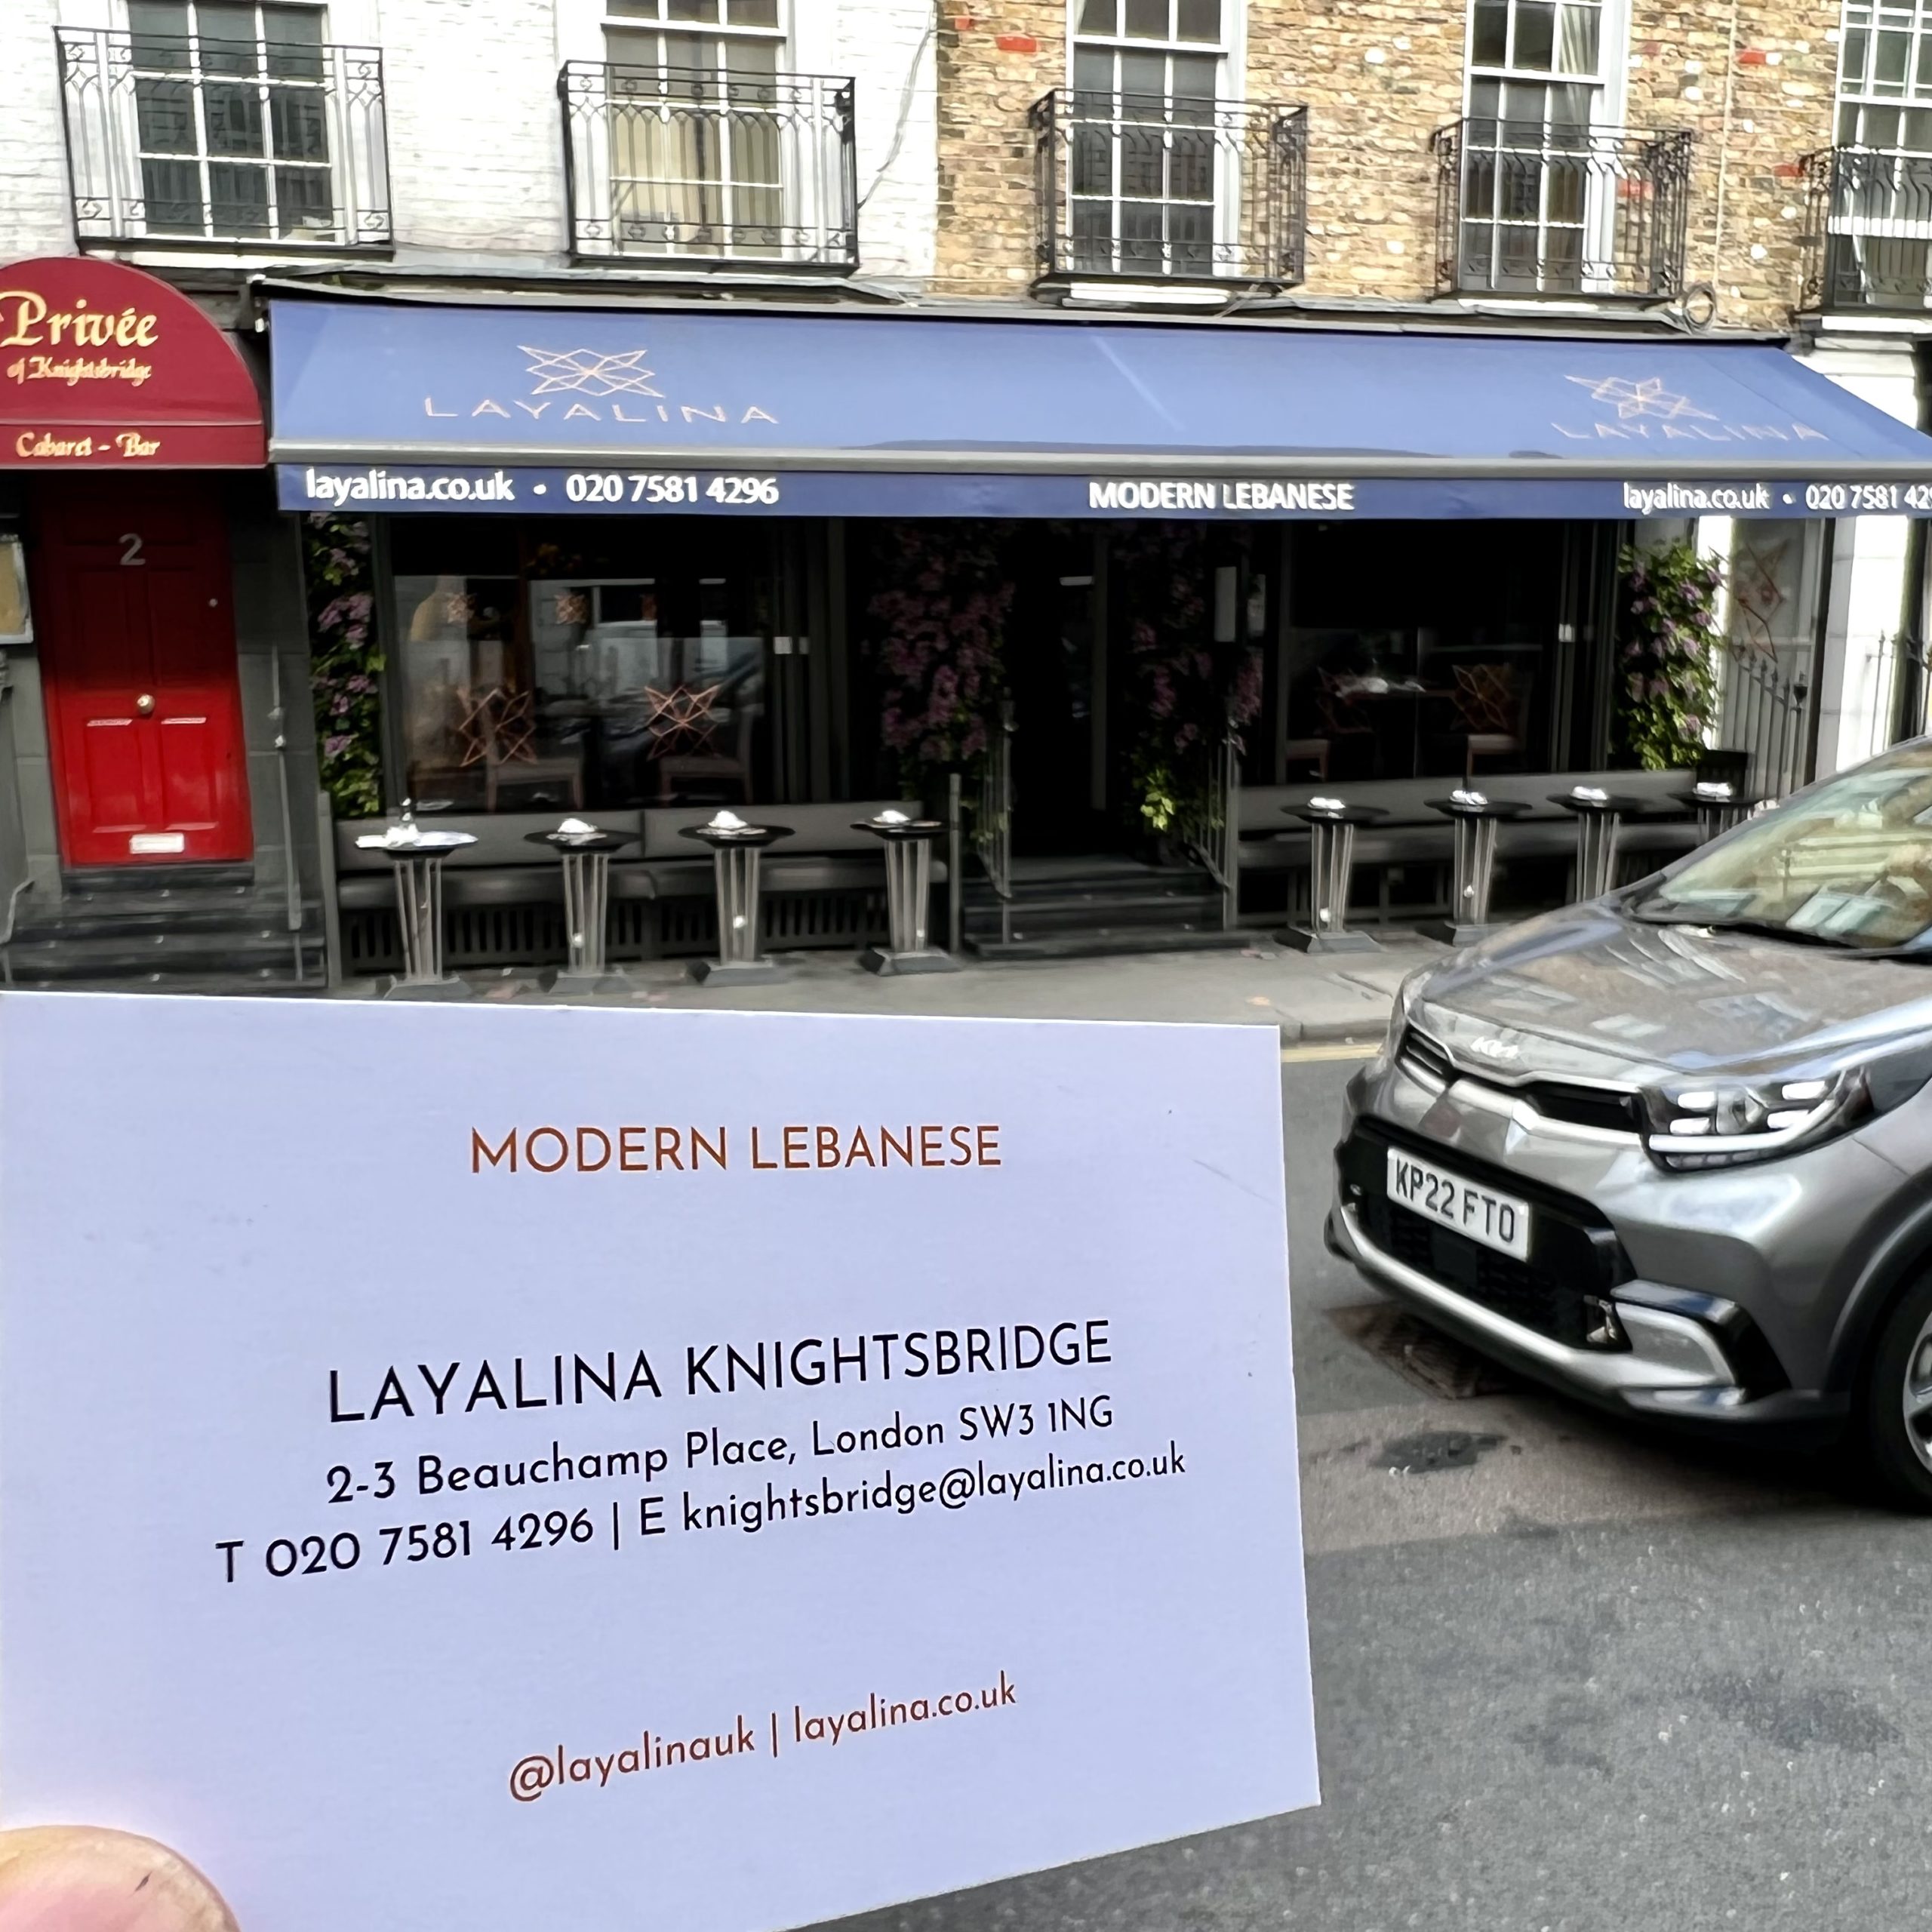 Privée
of Knightsbridge
Cabaret - Bar
2
LAYALINA
LAYALINA
layalina.co.uk • 020 7581 4296
MODERN LEBANESE
layalina.co.uk • 020 7581 429
KIA
KP22 FTO
MODERN LEBANESE
LAYALINA KNIGHTSBRIDGE
2-3 Beauchamp Place, London SW3 1NG
T 020 7581 4296 | E knightsbridge@layalina.co.uk
@layalinauk | layalina.co.uk